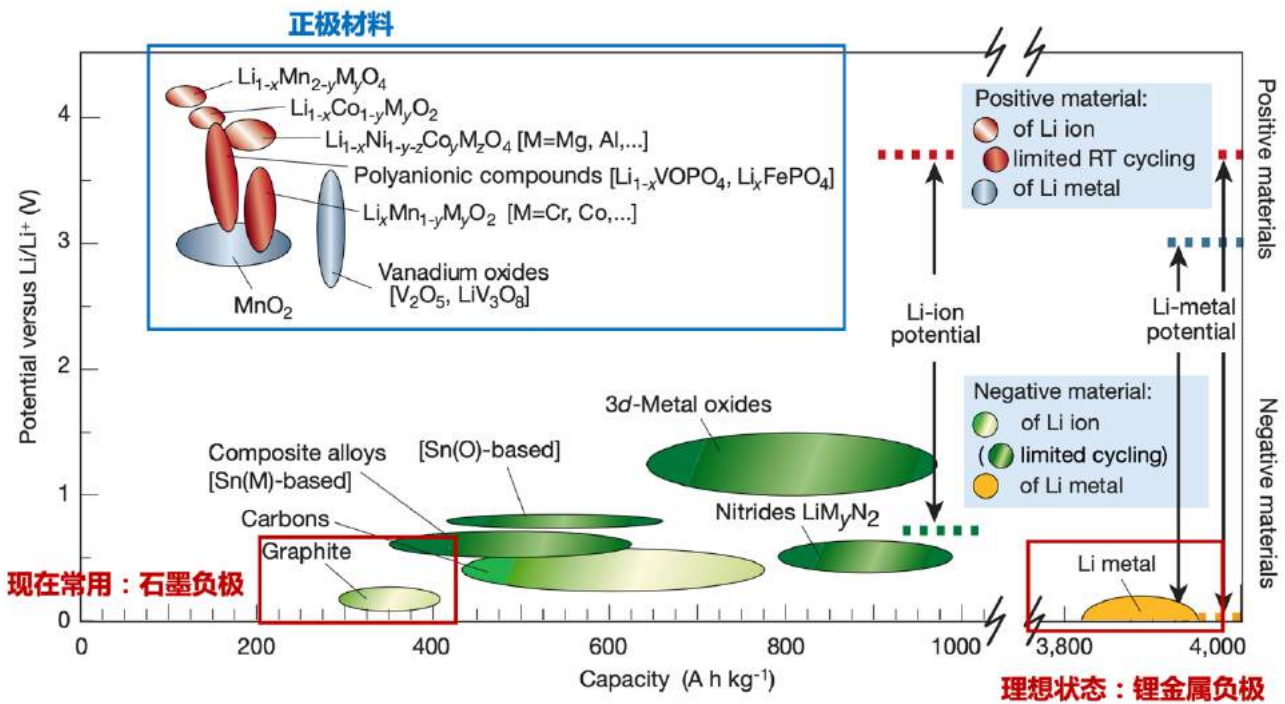 正极材料
Li₁₋ₓMn₂₋yMyO₄
Li₁₋ₓCo₁₋yMyO₂
Li₁₋ₓNi₁₋y₋zCoyMzO₄ [M=Mg, Al,...]
Polyanionic compounds [Li₁₋ₓVOPO₄, LiₓFePO₄]
LiₓMn₁₋yMyO₂ [M=Cr, Co,...]
Vanadium oxides
[V₂O₅, LiV₃O₈]
MnO₂
Positive material:
of Li ion
limited RT cycling
of Li metal
Li-ion
potential
Li-metal
potential
Negative material:
of Li ion
( limited cycling)
of Li metal
3d-Metal oxides
[Sn(O)-based]
Composite alloys
[Sn(M)-based]
Carbons
Nitrides LiMyN₂
Graphite
Li metal
现在常用：石墨负极
理想状态：锂金属负极
Potential versus Li/Li⁺ (V)
4
3
2
1
0
Positive materials
Negative materials
0 200 400 600 800 1000 3,800 4,000
Capacity (A h kg⁻¹)